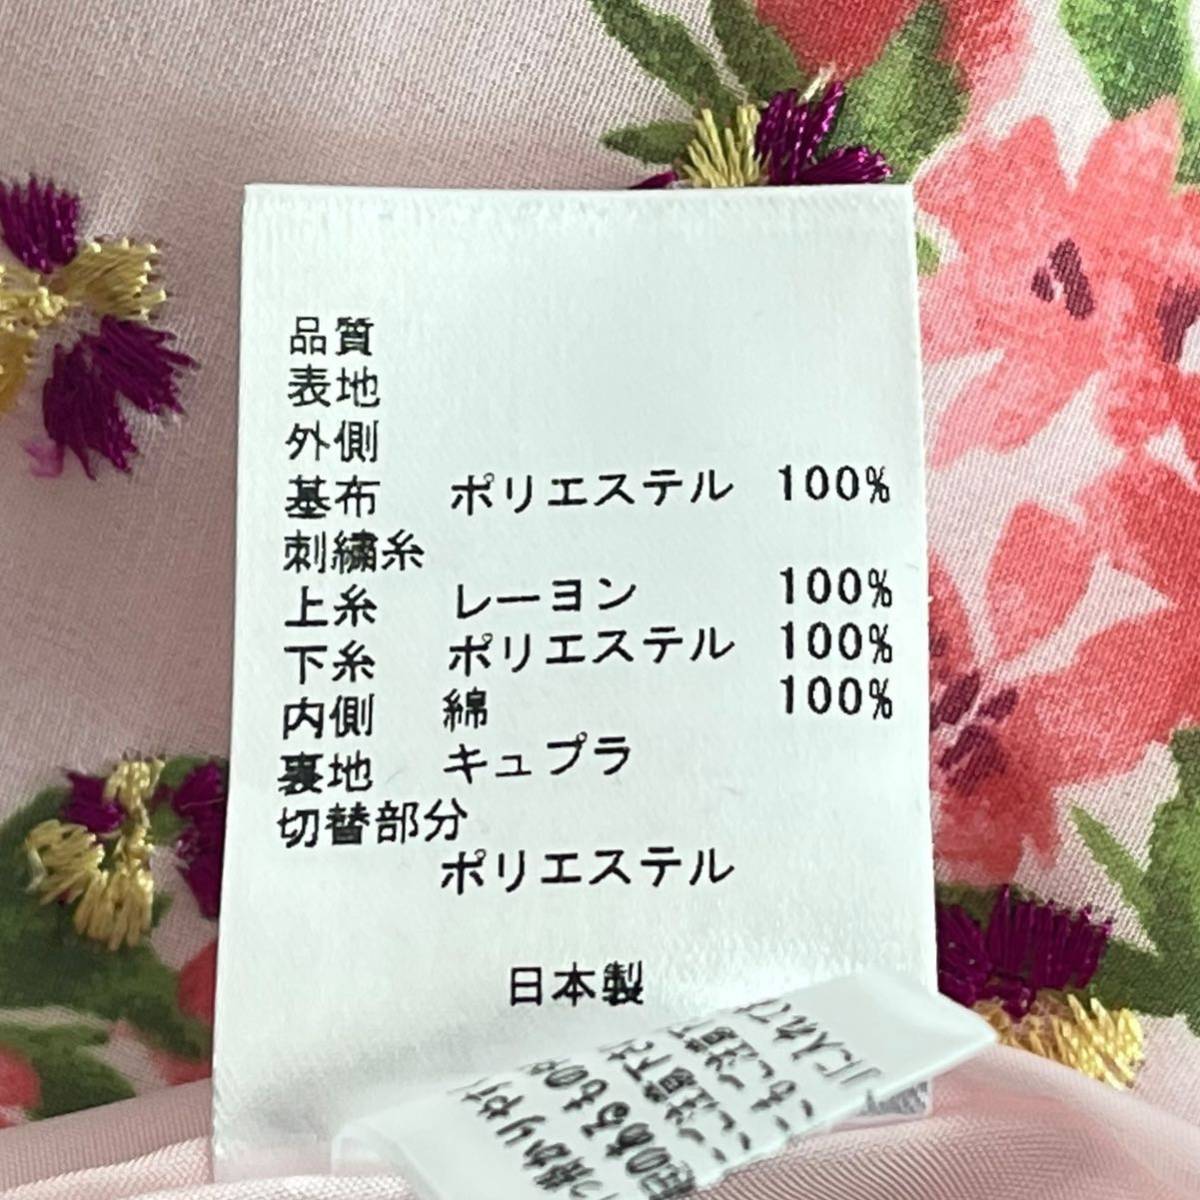 品質
表地
外側
基布 ポリエステル 100%
刺繍糸
上糸 レーヨン 100%
下糸 ポリエステル 100%
内側 綿 100%
裏地 キュプラ
切替部分
ポリエステル
日本製